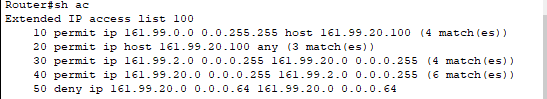 Router#sh ac
Extended IP access list 100
10 permit ip 161.99.0.0 0.0.255.255 host 161.99.20.100 (4 match(es))
20 permit ip host 161.99.20.100 any (3 match(es))
30 permit ip 161.99.2.0 0.0.0.255 161.99.20.0 0.0.0.255 (4 match(es))
40 permit ip 161.99.20.0 0.0.0.255 161.99.2.0 0.0.0.255 (6 match(es))
50 deny ip 161.99.20.0 0.0.0.64 161.99.20.0 0.0.0.64